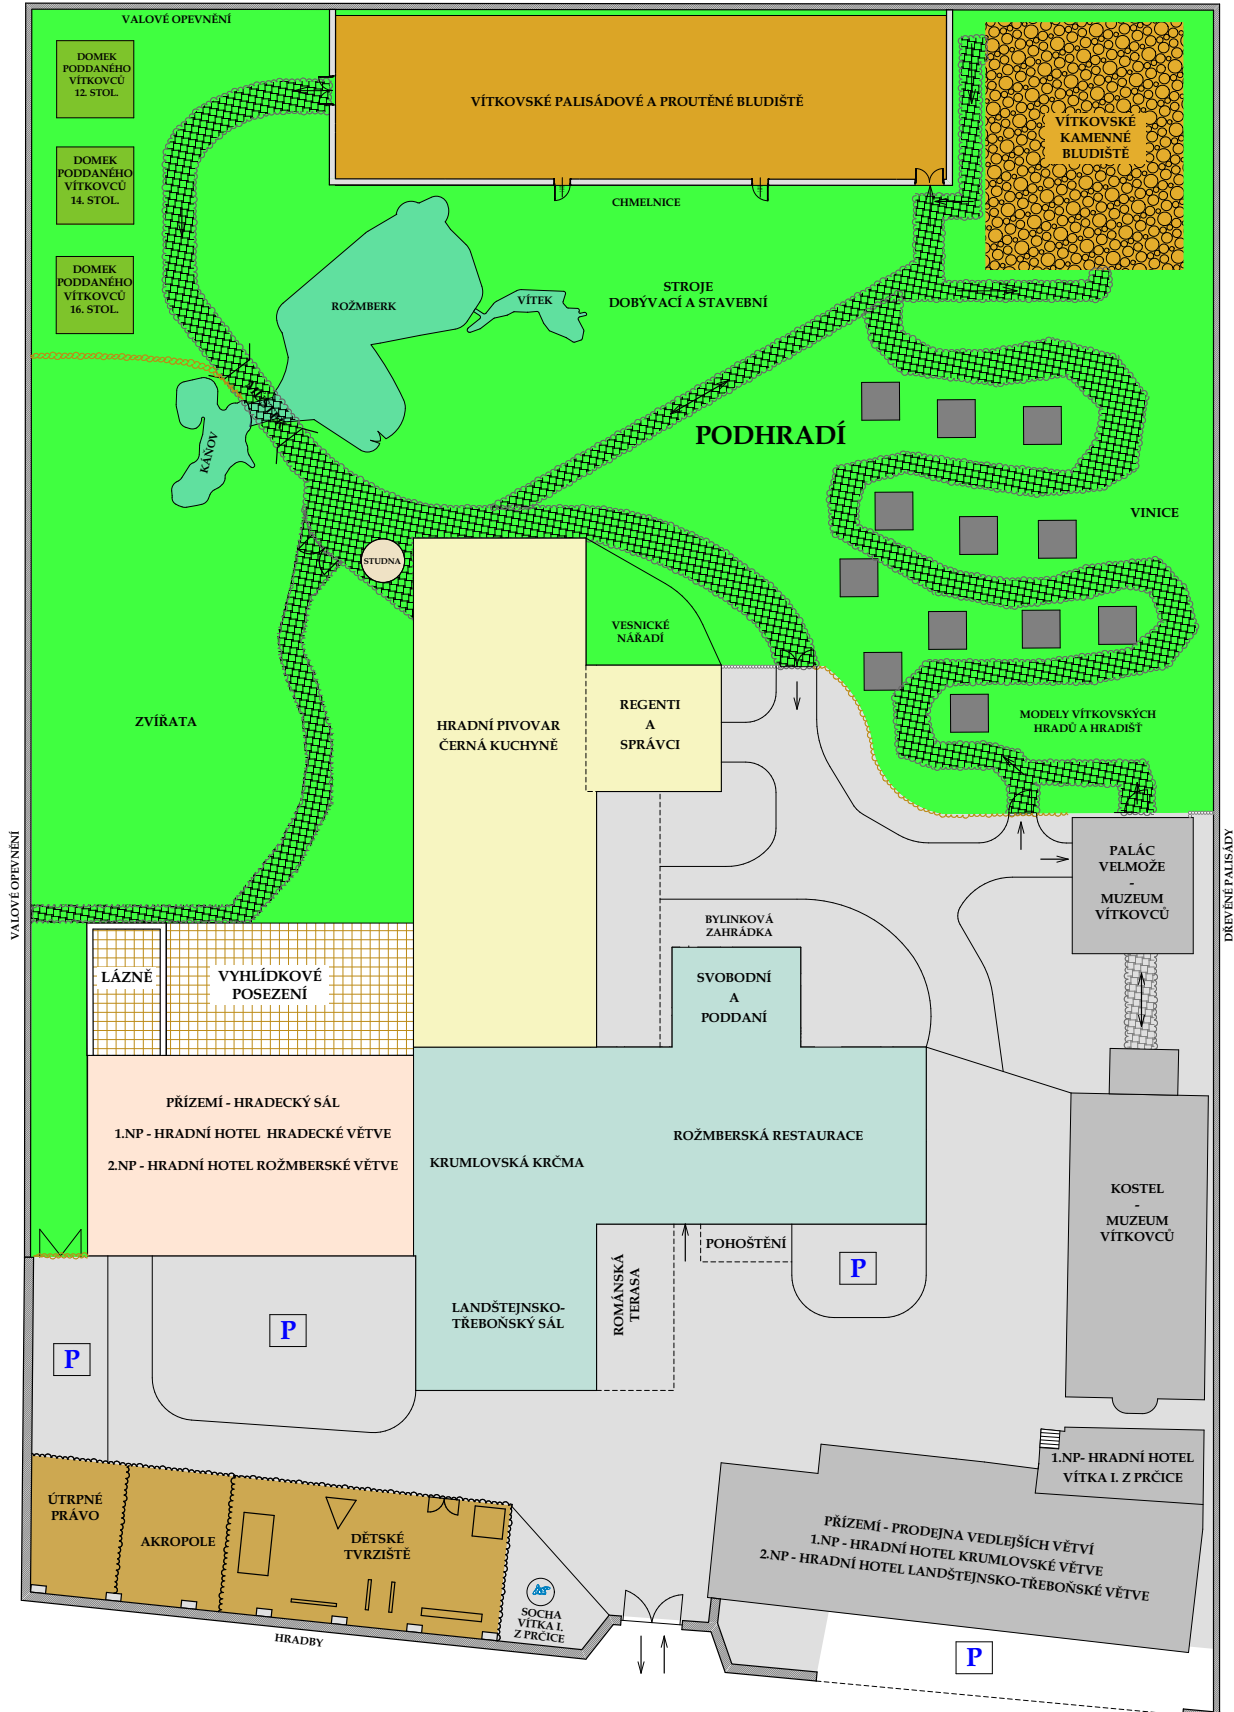 VALOVÉ OPEVNĚNÍ
DOMEK
PODDANÉHO
VÍTKOVCŮ
12. STOL.
VÍTKOVSKÉ PALISÁDOVÉ A PROUTĚNÉ BLUDIŠTĚ
VÍTKOVSKÉ
KAMENNÉ
BLUDIŠTĚ
DOMEK
PODDANÉHO
VÍTKOVCŮ
14. STOL.
CHMELNICE
DOMEK
PODDANÉHO
VÍTKOVCŮ
16. STOL.
ROŽMBERK
VÍTEK
STROJE
DOBÝVACÍ A STAVEBNÍ
KÁŇOV
PODHRADÍ
VINICE
STUDNA
VESNICKÉ
NÁŘADÍ
ZVÍŘATA
HRADNÍ PIVOVAR
ČERNÁ KUCHYNĚ
REGENTI
A
SPRÁVCI
MODELY VÍTKOVSKÝCH
HRADŮ A HRADIŠŤ
VALOVÉ OPEVNĚNÍ
DŘEVĚNÉ PALISÁDY
PALÁC
VELMOŽE
-
MUZEUM
VÍTKOVCŮ
BYLINKOVÁ
ZAHRÁDKA
LÁZNĚ
VYHLÍDKOVÉ
POSEZENÍ
SVOBODNÍ
A
PODDANÍ
PŘÍZEMÍ - HRADECKÝ SÁL
1.NP - HRADNÍ HOTEL HRADECKÉ VĚTVE
2.NP - HRADNÍ HOTEL ROŽMBERSKÉ VĚTVE
KRUMLOVSKÁ KRČMA
ROŽMBERSKÁ RESTAURACE
KOSTEL
-
MUZEUM
VÍTKOVCŮ
POHOŠTĚNÍ
ROMÁNSKÁ
TERASA
P
LANDŠTEJNSKO-
TŘEBOŇSKÝ SÁL
P
P
1.NP- HRADNÍ HOTEL
VÍTKA I. Z PRČICE
ÚTRPNÉ
PRÁVO
AKROPOLE
DĚTSKÉ
TVRZIŠTĚ
PŘÍZEMÍ - PRODEJNA VEDLEJŠÍCH VĚTVÍ
1.NP - HRADNÍ HOTEL KRUMLOVSKÉ VĚTVE
2.NP - HRADNÍ HOTEL LANDŠTEJNSKO-TŘEBOŇSKÉ VĚTVE
SOCHA
VÍTKA I.
Z PRČICE
HRADBY
P